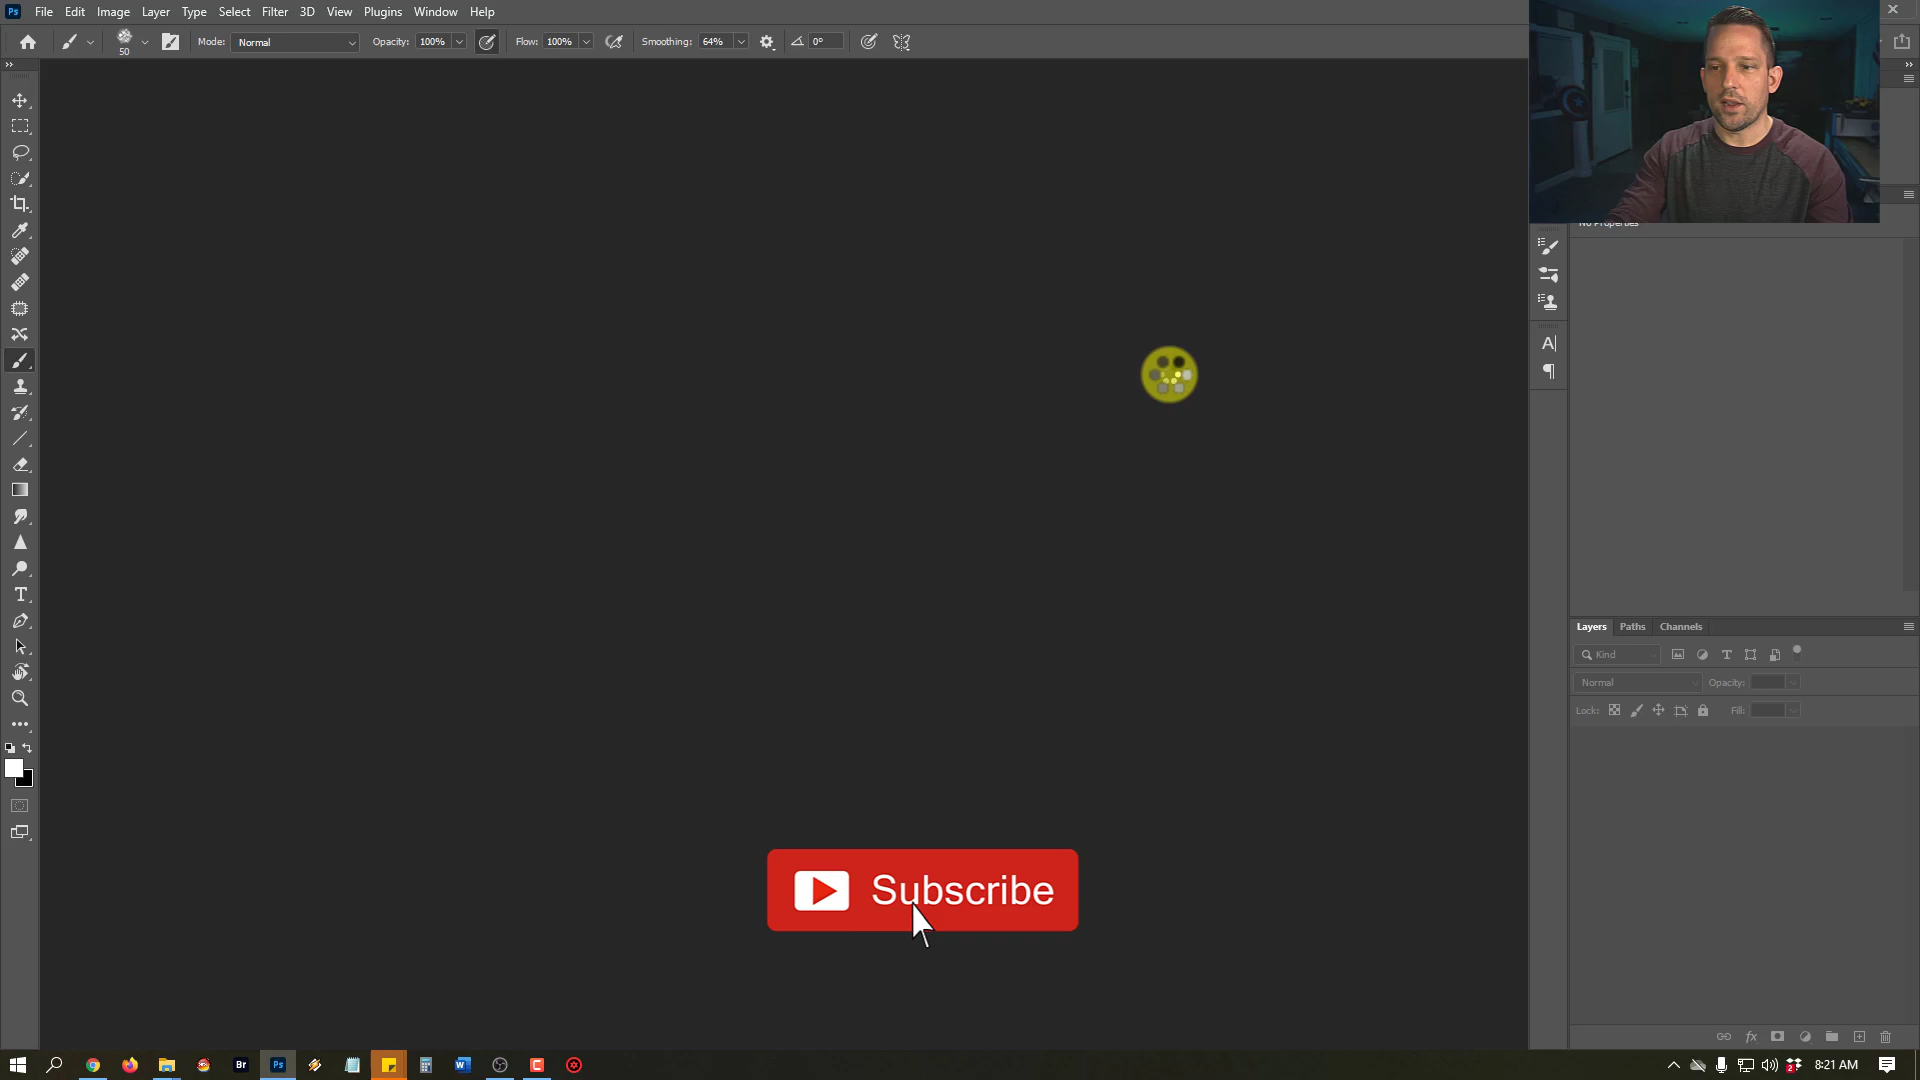 Ps File Edit Image Layer Type Select Filter 3D View Plugins Window Help
50 Mode: Normal Opacity: 100% Flow: 100% Smoothing: 64% 0°
Layers Paths Channels
Kind
Normal Opacity:
Lock: Fill:
Subscribe
Br Ps 2 8:21 AM